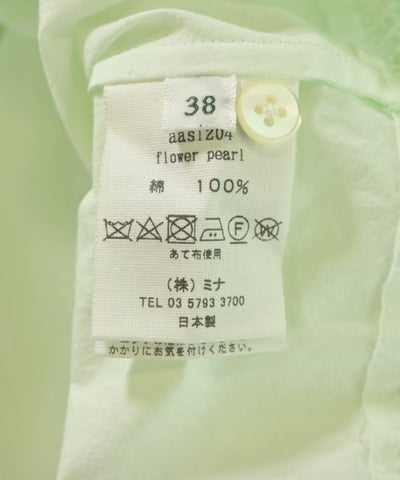 38
aasi204
flower pearl
綿 100%
あて布使用
(株)ミナ
TEL 03 5793 3700
日本製
かかりにお気を付けください。